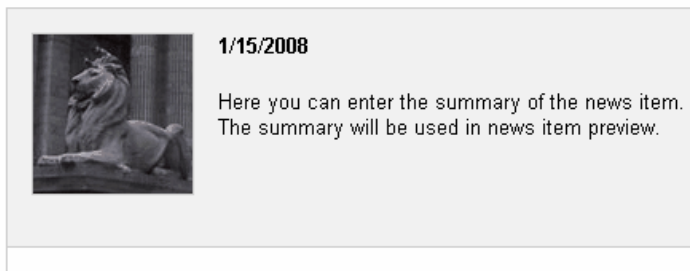 1/15/2008
Here you can enter the summary of the news item.
The summary will be used in news item preview.